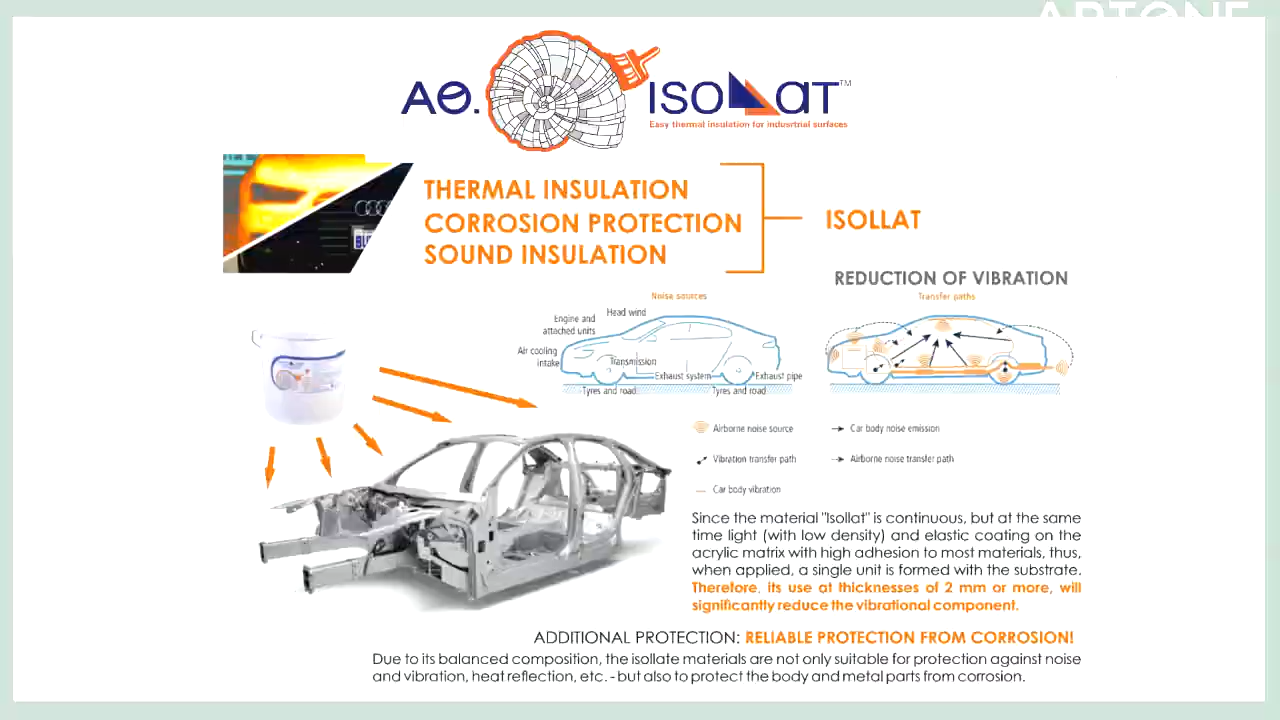 ARTONE
AΘ.
ISOLLAT™
Easy thermal insulation for indusrtrial surfaces
THERMAL INSULATION
CORROSION PROTECTION
SOUND INSULATION
ISOLLAT
REDUCTION OF VIBRATION
Noise sources
Transfer paths
Head wind
Engine and
attached units
Air cooling
intake
Transmission
Exhaust system
Exhaust pipe
Tyres and road
Tyres and road
Airborne noise source
Car body noise emission
Vibration transfer path
Airborne noise transfer path
Car body vibration
Since the material "Isollat" is continuous, but at the same
time light (with low density) and elastic coating on the
acrylic matrix with high adhesion to most materials, thus,
when applied, a single unit is formed with the substrate.
Therefore, its use at thicknesses of 2 mm or more, will
significantly reduce the vibrational component.
ADDITIONAL PROTECTION: RELIABLE PROTECTION FROM CORROSION!
Due to its balanced composition, the isollate materials are not only suitable for protection against noise
and vibration, heat reflection, etc. - but also to protect the body and metal parts from corrosion.